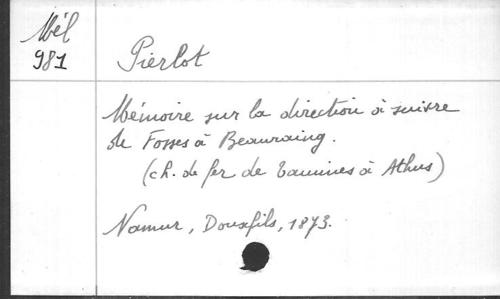 Mél
981
Pierlot
Mémoire sur la direction à suivre
de Fosses à Beauraing.
(ch. de fer de Tamines à Athus)
Namur, Douxfils, 1873.